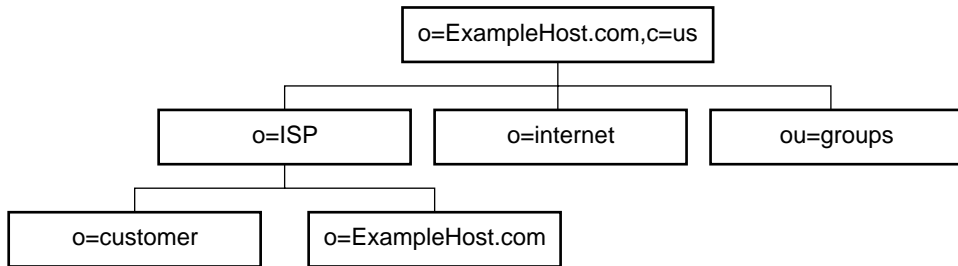 o=ExampleHost.com,c=us
o=ISP
o=internet
ou=groups
o=customer
o=ExampleHost.com